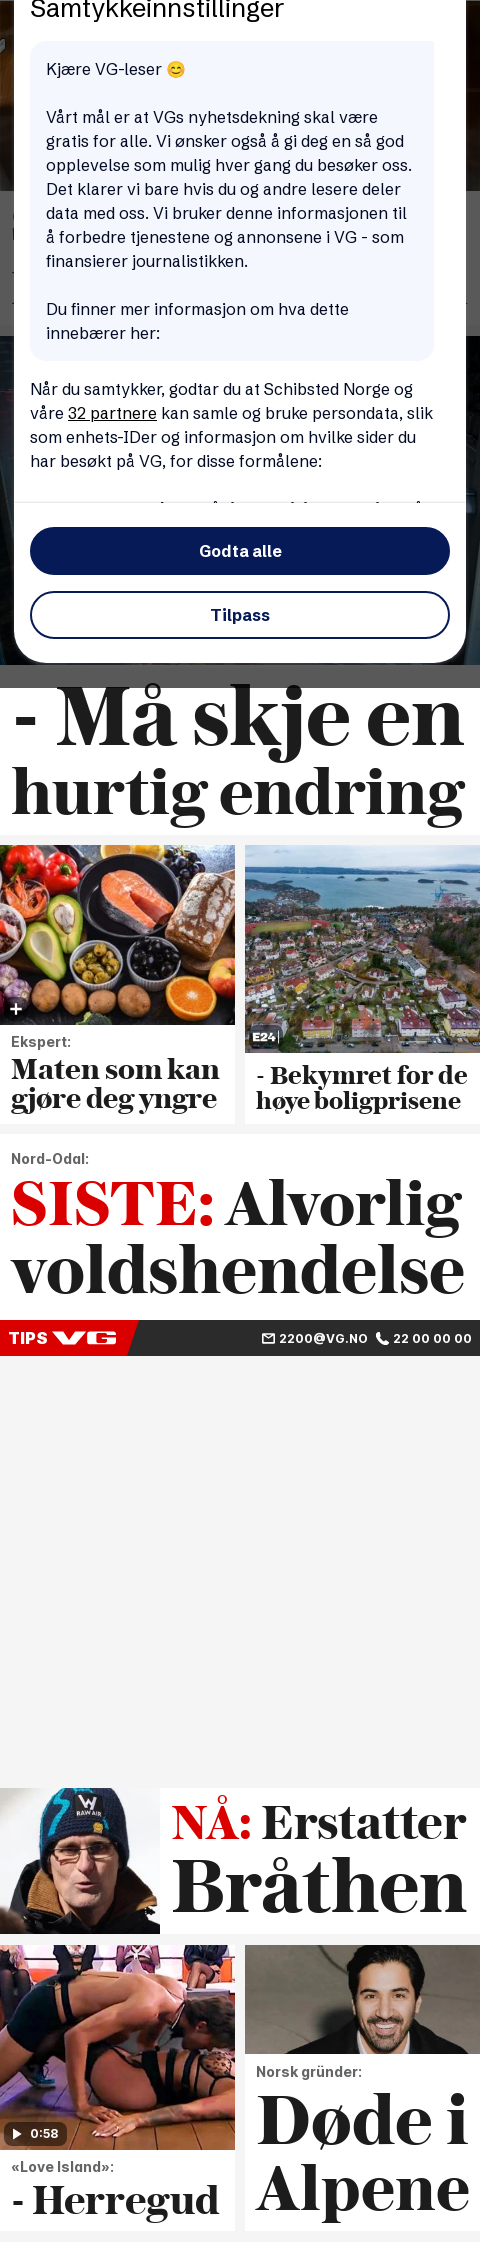 Samtykkeinnstillinger
Kjære VG-leser 😊
Vårt mål er at VGs nyhetsdekning skal være
gratis for alle. Vi ønsker også å gi deg en så god
opplevelse som mulig hver gang du besøker oss.
Det klarer vi bare hvis du og andre lesere deler
data med oss. Vi bruker denne informasjonen til
å forbedre tjenestene og annonsene i VG - som
finansierer journalistikken.
Du finner mer informasjon om hva dette
innebærer her:
Når du samtykker, godtar du at Schibsted Norge og
våre 32 partnere kan samle og bruke persondata, slik
som enhets-IDer og informasjon om hvilke sider du
har besøkt på VG, for disse formålene:
Godta alle
Tilpass
- Må skje en
hurtig endring
Ekspert:
Maten som kan
gjøre deg yngre
E24
- Bekymret for de
høye boligprisene
Nord-Odal:
SISTE: Alvorlig
voldshendelse
TIPS VG
2200@VG.NO 22 00 00 00
RAW AIR
NÅ: Erstatter
Bråthen
0:58
«Love Island»:
- Herregud
Norsk gründer:
Døde i
Alpene